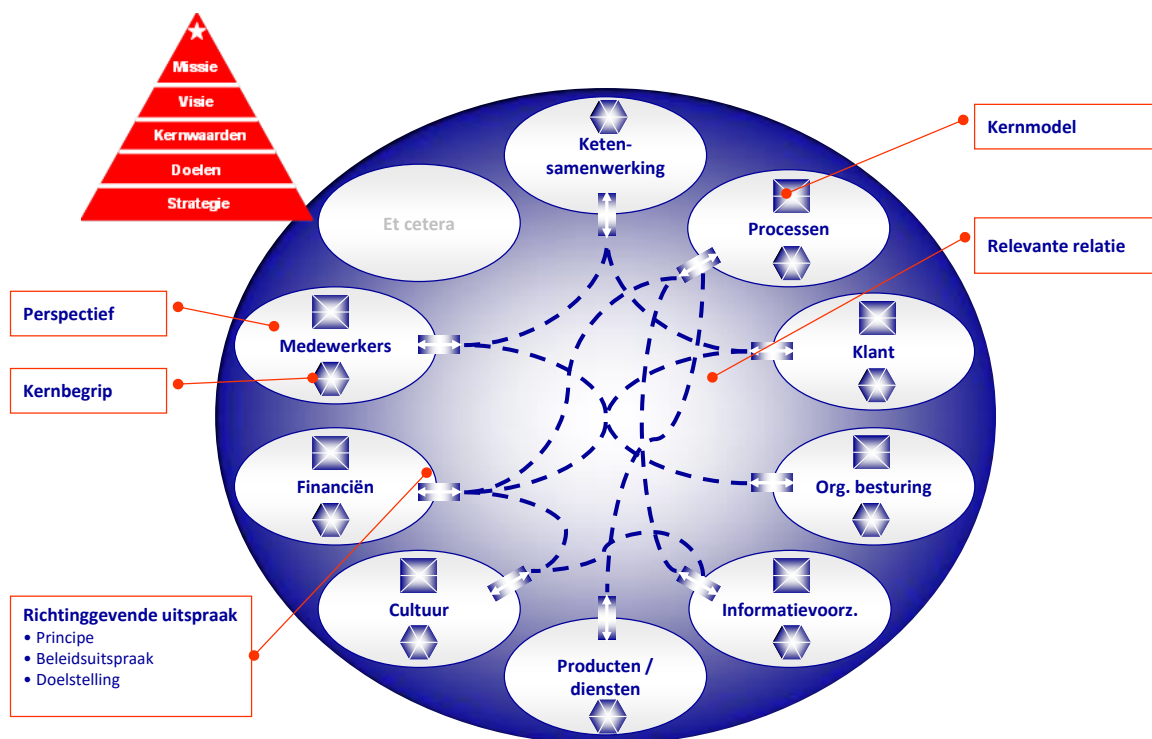 Missie
Visie
Kernwaarden
Doelen
Strategie
Keten-
samenwerking
Kernmodel
Processen
Et cetera
Relevante relatie
Perspectief
Medewerkers
Klant
Kernbegrip
Financiën
Org. besturing
Richtinggevende uitspraak
• Principe
• Beleidsuitspraak
• Doelstelling
Cultuur
Informatievoorz.
Producten /
diensten